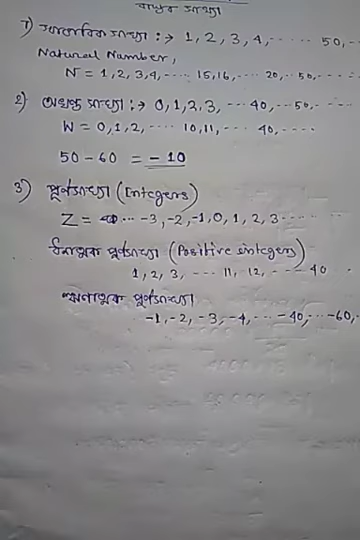 বাস্তব সংখ্যা
1) স্বাভাবিক সংখ্যা :→ 1, 2, 3, 4, ...... 50, --
Natural Number,
N = 1, 2, 3, 4, .... 15, 16, .... 20, .. 50, ----
2) অখণ্ড সংখ্যা :→ 0, 1, 2, 3, --- 40, -- 50, - ---
W = 0, 1, 2, .... 10, 11, .... 40, ....
50 - 60 = - 10
3) পূর্ণসংখ্যা (Integers)
Z = ... -3, -2, -1, 0, 1, 2, 3 ......
ধনাত্মক পূর্ণসংখ্যা (Positive integers)
1, 2, 3, --- 11, 12, - --- 40
ঋণাত্মক পূর্ণসংখ্যা
-1, -2, -3, -4, ... -40, ... -60, -